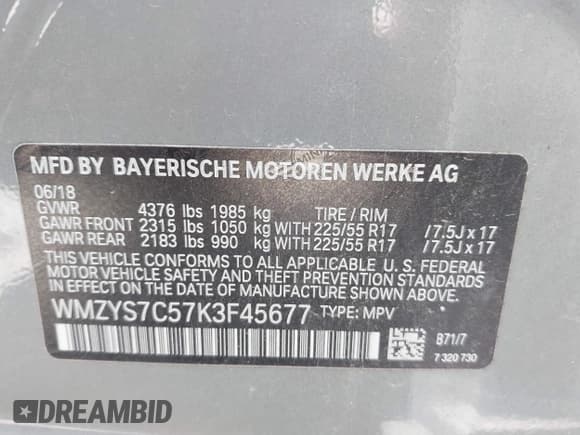 MFD BY BAYERISCHE MOTOREN WERKE AG
06/18
GVWR 4376 lbs 1985 kg TIRE / RIM
GAWR FRONT 2315 lbs 1050 kg WITH 225/55 R17 /7.5J x 17
GAWR REAR 2183 lbs 990 kg WITH 225/55 R17 /7.5J x 17
THIS VEHICLE CONFORMS TO ALL APPLICABLE U. S. FEDERAL
MOTOR VEHICLE SAFETY AND THEFT PREVENTION STANDARDS
IN EFFECT ON THE DATE OF MANUFACTURE SHOWN ABOVE.
WMZYS7C57K3F45677 TYPE: MPV
B71/7
7 320 730
DREAMBID